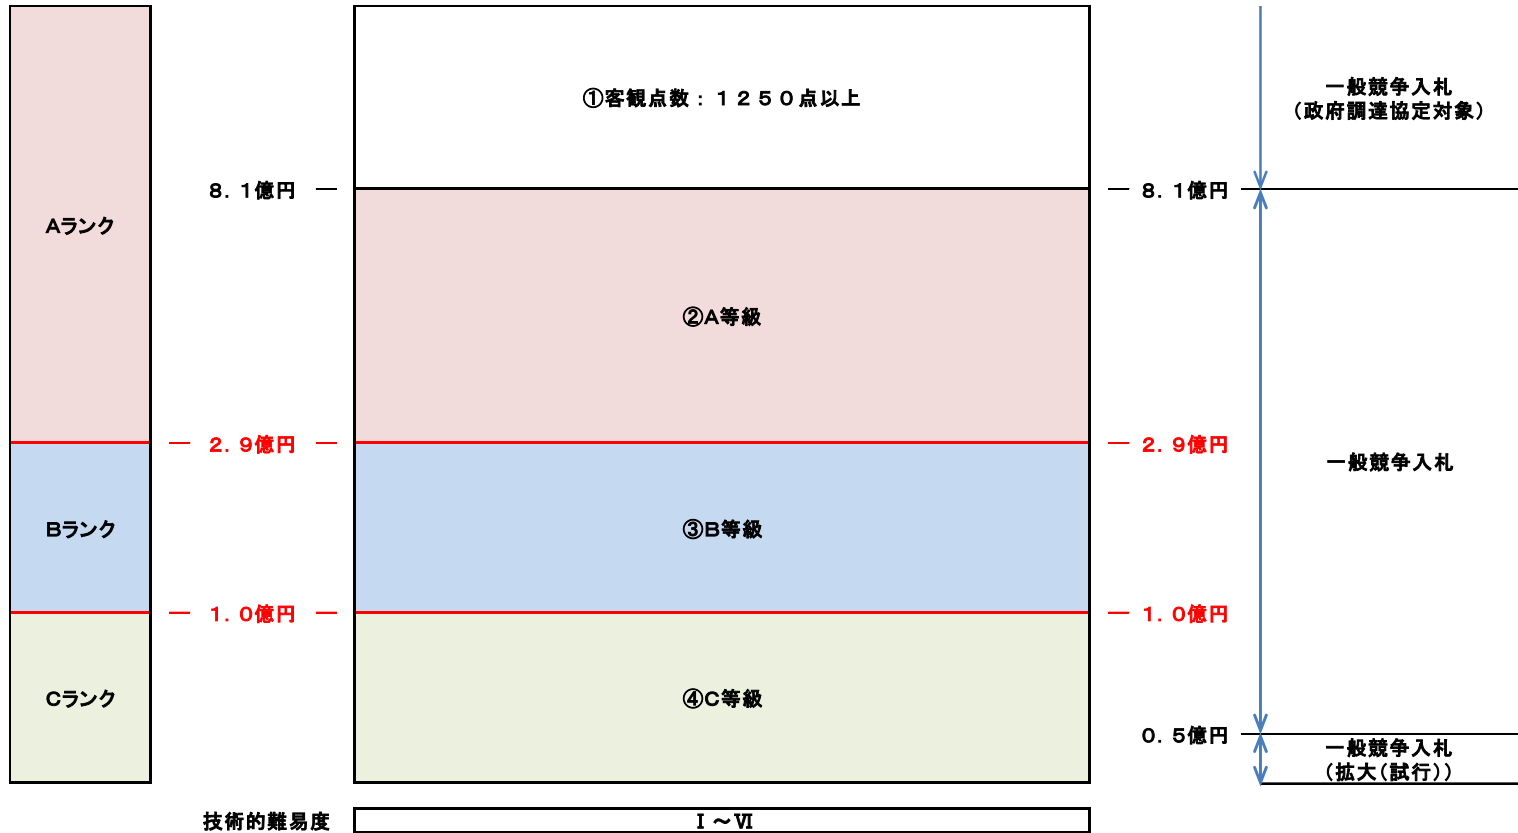 ①客観点数：１２５０点以上
一般競争入札
（政府調達協定対象）
８．１億円
８．１億円
Aランク
②A等級
２．９億円
２．９億円
一般競争入札
Bランク
③B等級
１．０億円
１．０億円
Cランク
④C等級
０．５億円
一般競争入札
（拡大（試行））
技術的難易度
Ⅰ～Ⅵ